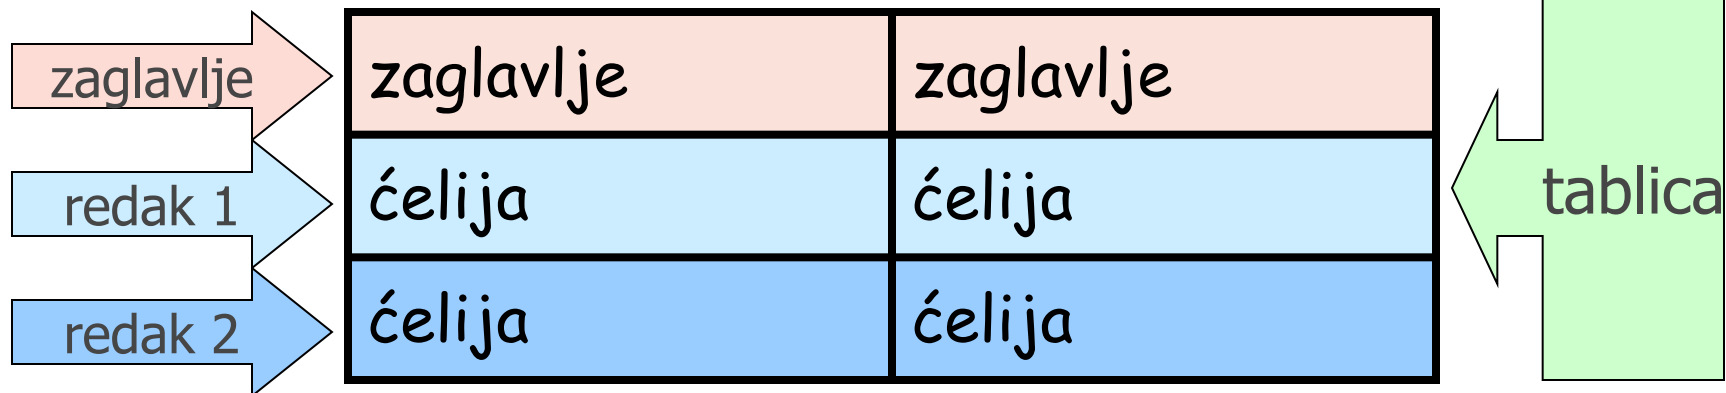 zaglavlje zaglavlje zaglavlje
redak 1 ćelija ćelija tablica
redak 2 ćelija ćelija